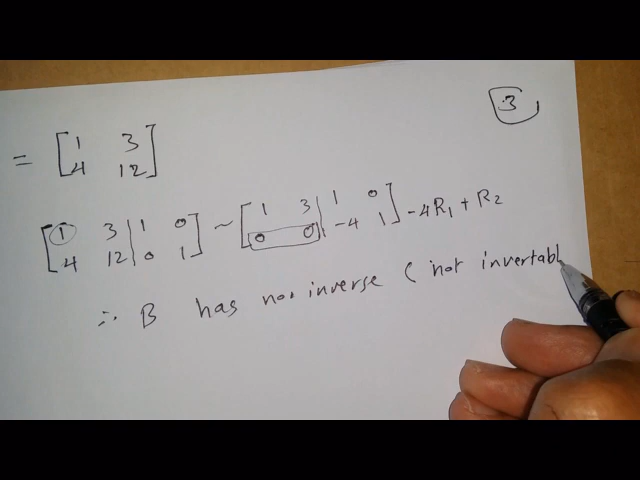 3
= [1 3
4 12]
[1 3 | 1 0
4 12 | 0 1] ~ [1 3 | 1 0
0 0 | -4 1] -4R₁ + R₂
∴ B has no inverse ( not invertabl